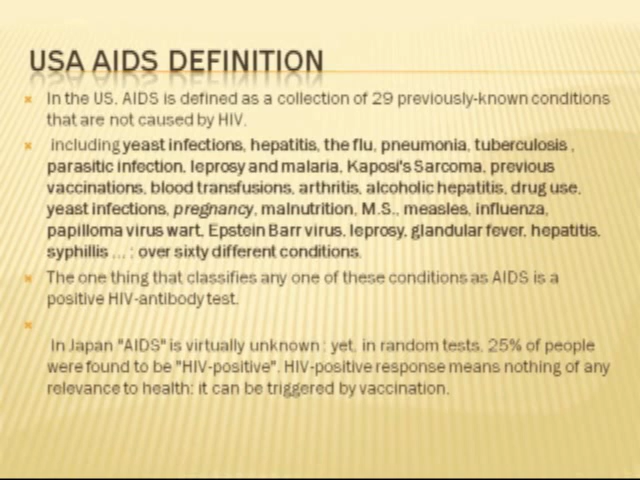 USA AIDS DEFINITION
In the US, AIDS is defined as a collection of 29 previously-known conditions
that are not caused by HIV.
including yeast infections, hepatitis, the flu, pneumonia, tuberculosis ,
parasitic infection, leprosy and malaria, Kaposi's Sarcoma, previous
vaccinations, blood transfusions, arthritis, alcoholic hepatitis, drug use,
yeast infections, pregnancy, malnutrition, M.S., measles, influenza,
papilloma virus wart, Epstein Barr virus, leprosy, glandular fever, hepatitis,
syphillis ... : over sixty different conditions.
The one thing that classifies any one of these conditions as AIDS is a
positive HIV-antibody test.
In Japan "AIDS" is virtually unknown : yet, in random tests, 25% of people
were found to be "HIV-positive". HIV-positive response means nothing of any
relevance to health: it can be triggered by vaccination.